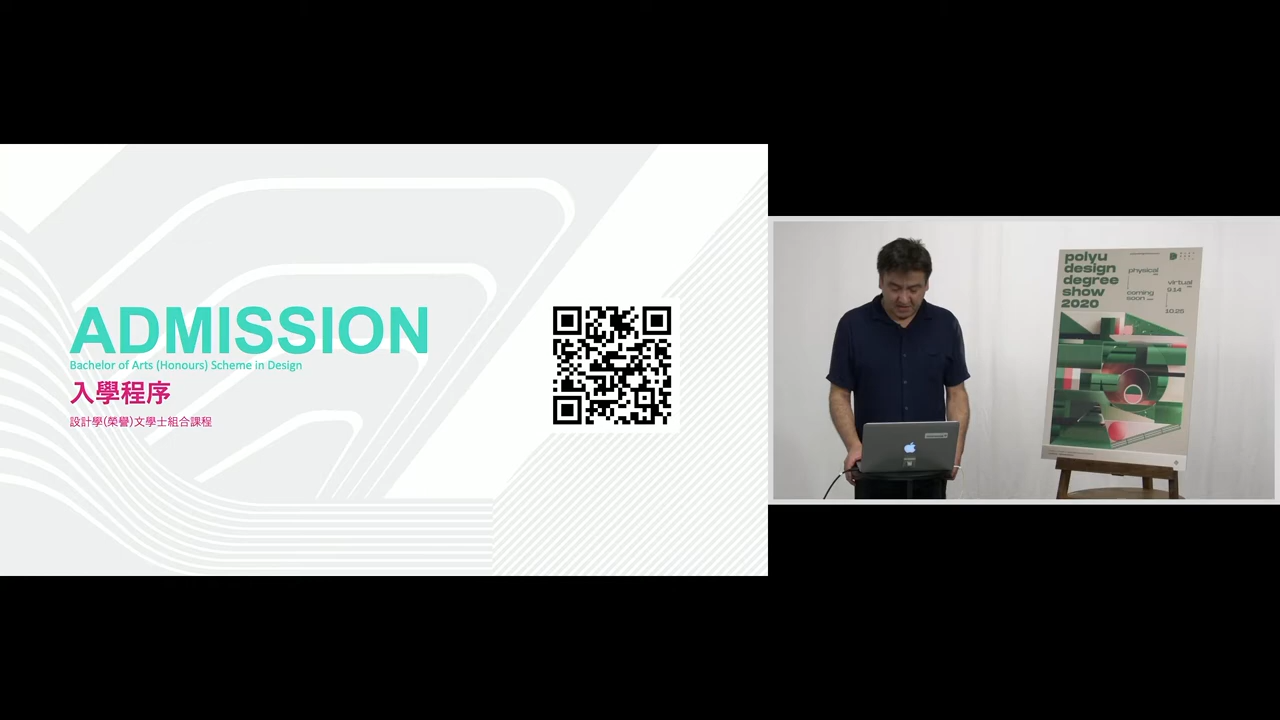 ADMISSION
Bachelor of Arts (Honours) Scheme in Design
入學程序
設計學(榮譽)文學士組合課程
polyu
design
degree
show
2020
physical
coming
soon
virtual
9.14
10.25